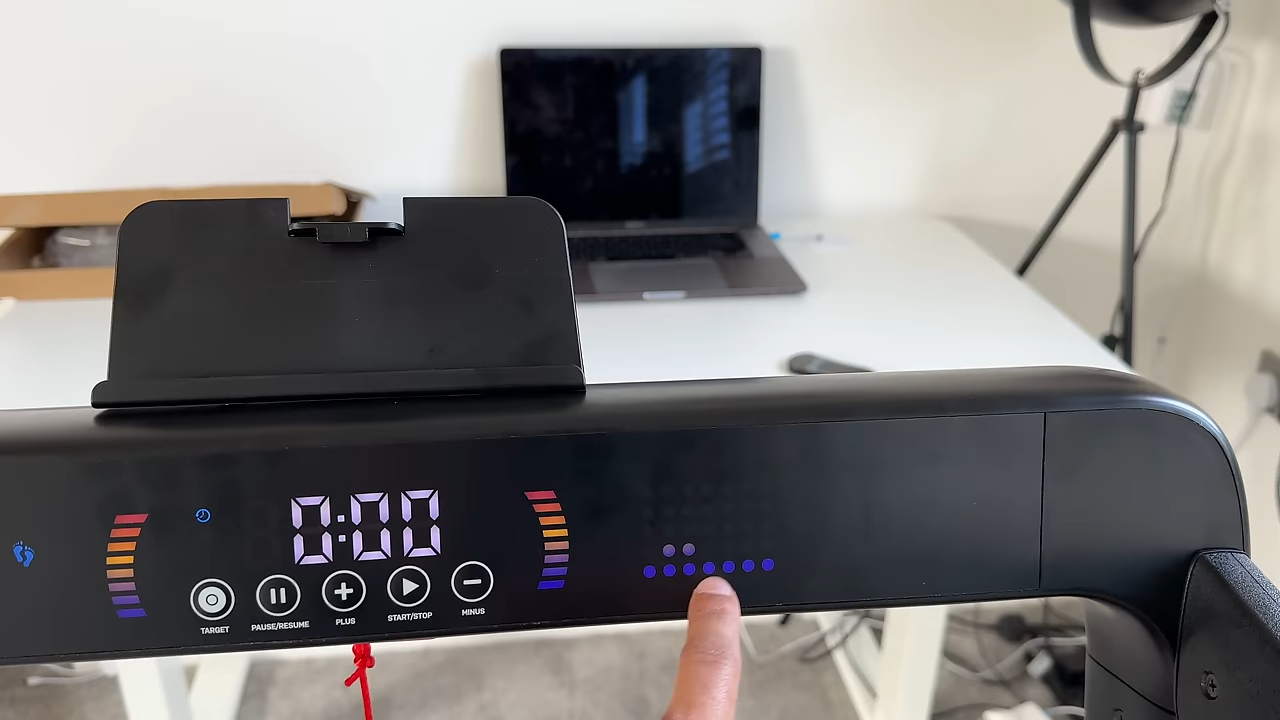 0:00
TARGET
PAUSE/RESUME
PLUS
START/STOP
MINUS